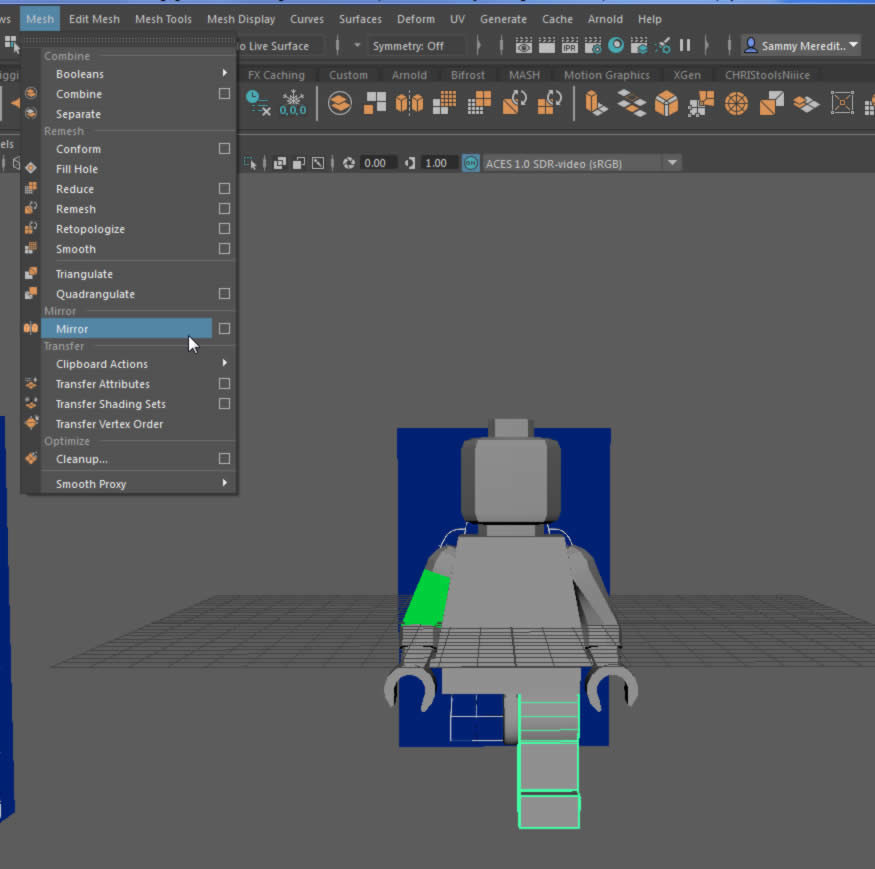 ws Mesh Edit Mesh Mesh Tools Mesh Display Curves Surfaces Deform UV Generate Cache Arnold Help
o Live Surface Symmetry: Off IPR Sammy Meredit..
iggi FX Caching Custom Arnold Bifrost MASH Motion Graphics XGen CHRIStoolsNiiice
0,0,0
els
0.00 1.00 ON ACES 1.0 SDR-video (sRGB)
Combine
Booleans
Combine
Separate
Remesh
Conform
Fill Hole
Reduce
Remesh
Retopologize
Smooth
Triangulate
Quadrangulate
Mirror
Mirror
Transfer
Clipboard Actions
Transfer Attributes
Transfer Shading Sets
Transfer Vertex Order
Optimize
Cleanup...
Smooth Proxy